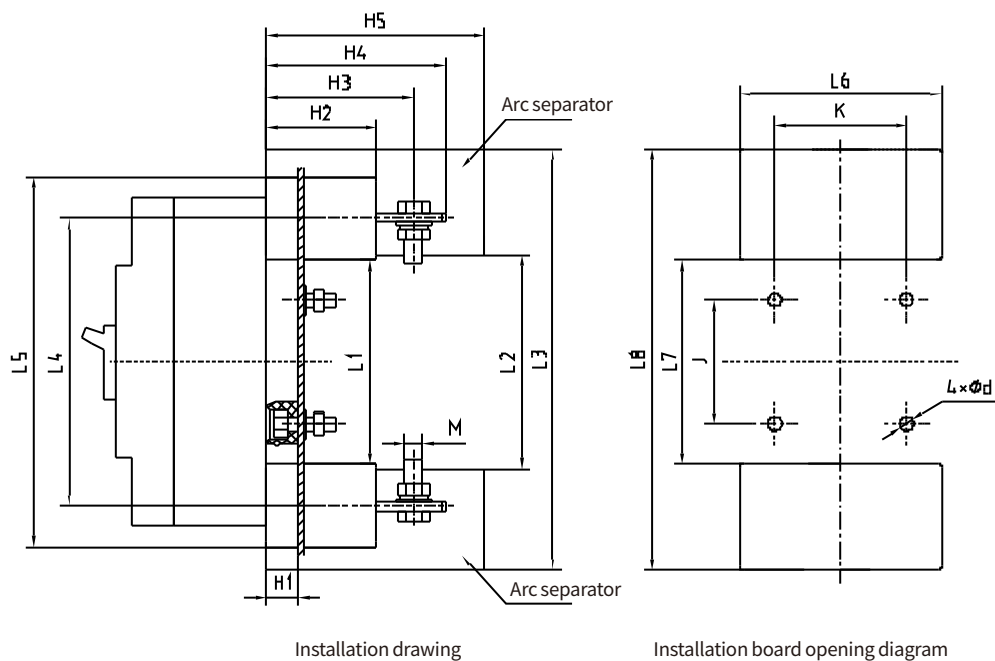 H5
H4
H3
H2
Arc separator
L6
K
L5
L4
L1
L2
L3
L8
L7
J
4×Φd
M
H1
Arc separator
Installation drawing
Installation board opening diagram